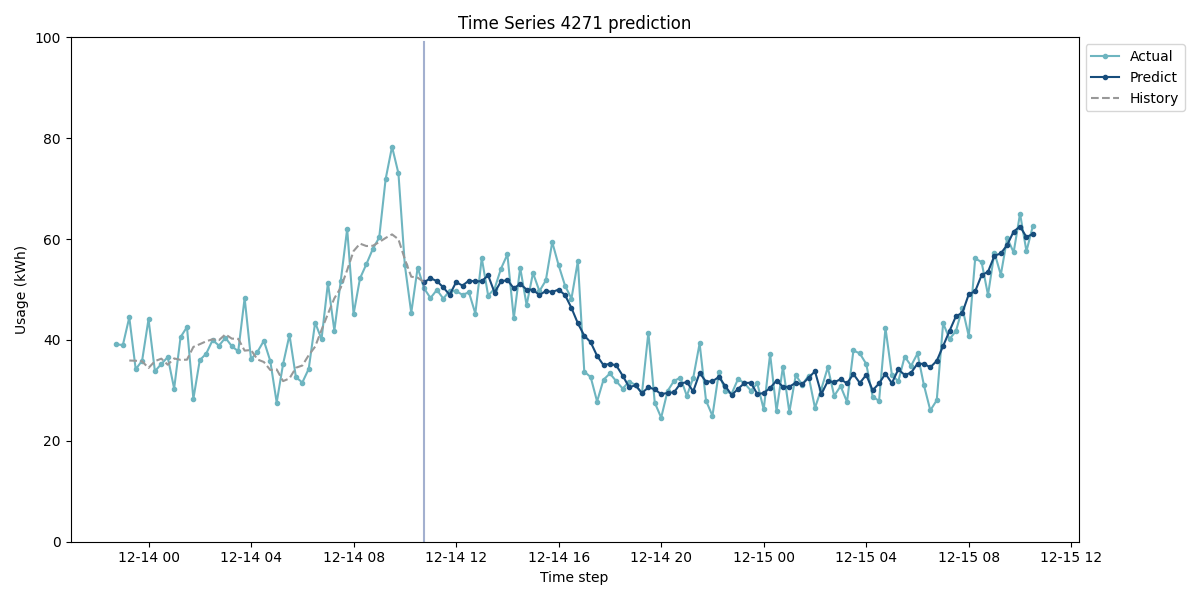 Time Series 4271 prediction
Actual
Predict
History
Usage (kWh)
100
80
60
40
20
0
12-14 00
12-14 04
12-14 08
12-14 12
12-14 16
12-14 20
12-15 00
12-15 04
12-15 08
12-15 12
Time step